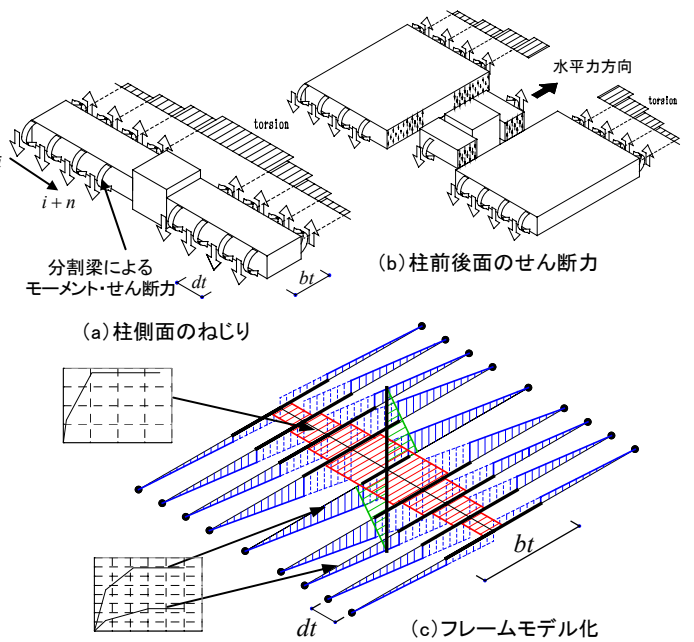 torsion
水平力方向
torsion
i + n
分割梁による
モーメント・せん断力
dt
bt
(b)柱前後面のせん断力
(a)柱側面のねじり
bt
dt
(c)フレームモデル化